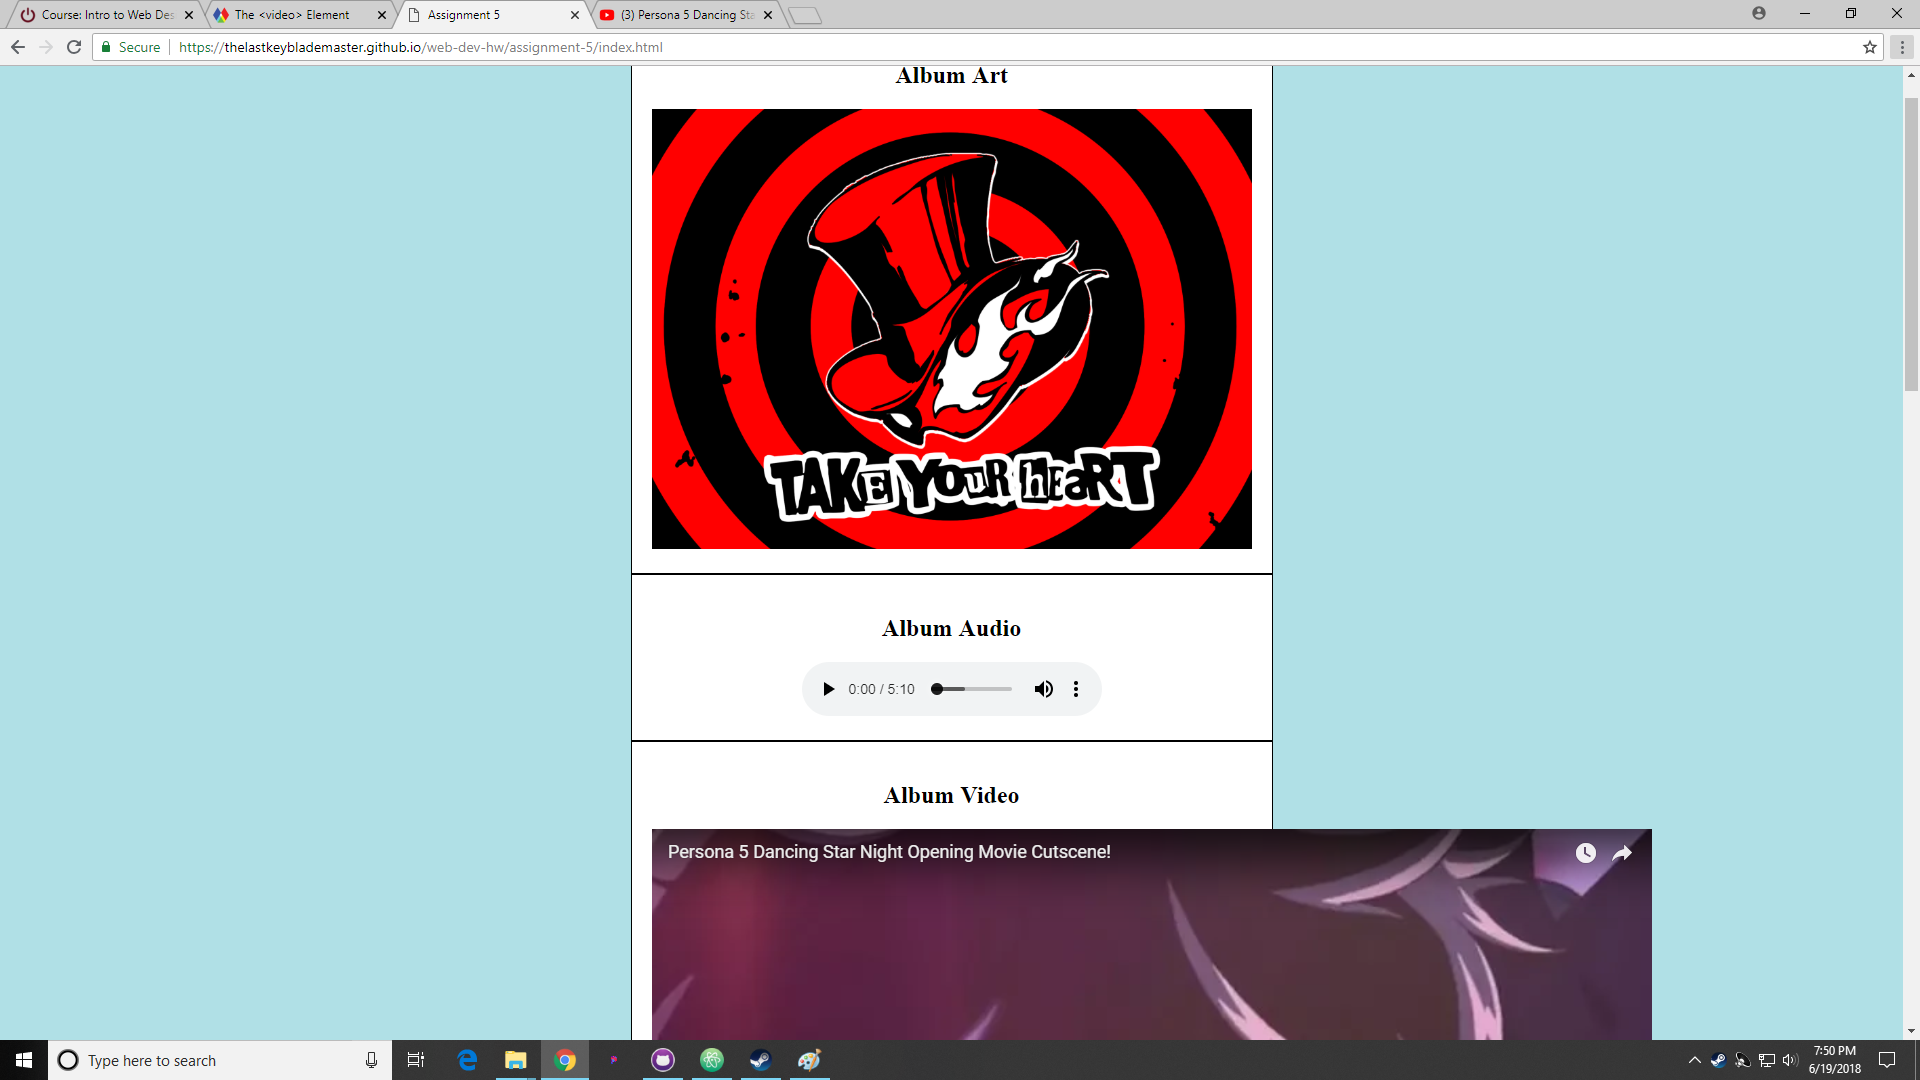 Course: Intro to Web Des
The <video> Element
Assignment 5
(3) Persona 5 Dancing Sta
Secure
https://thelastkeyblademaster.github.io/web-dev-hw/assignment-5/index.html
Album Art
TAKE YOUR HEART
Album Audio
0:00 / 5:10
Album Video
Persona 5 Dancing Star Night Opening Movie Cutscene!
Type here to search
7:50 PM
6/19/2018